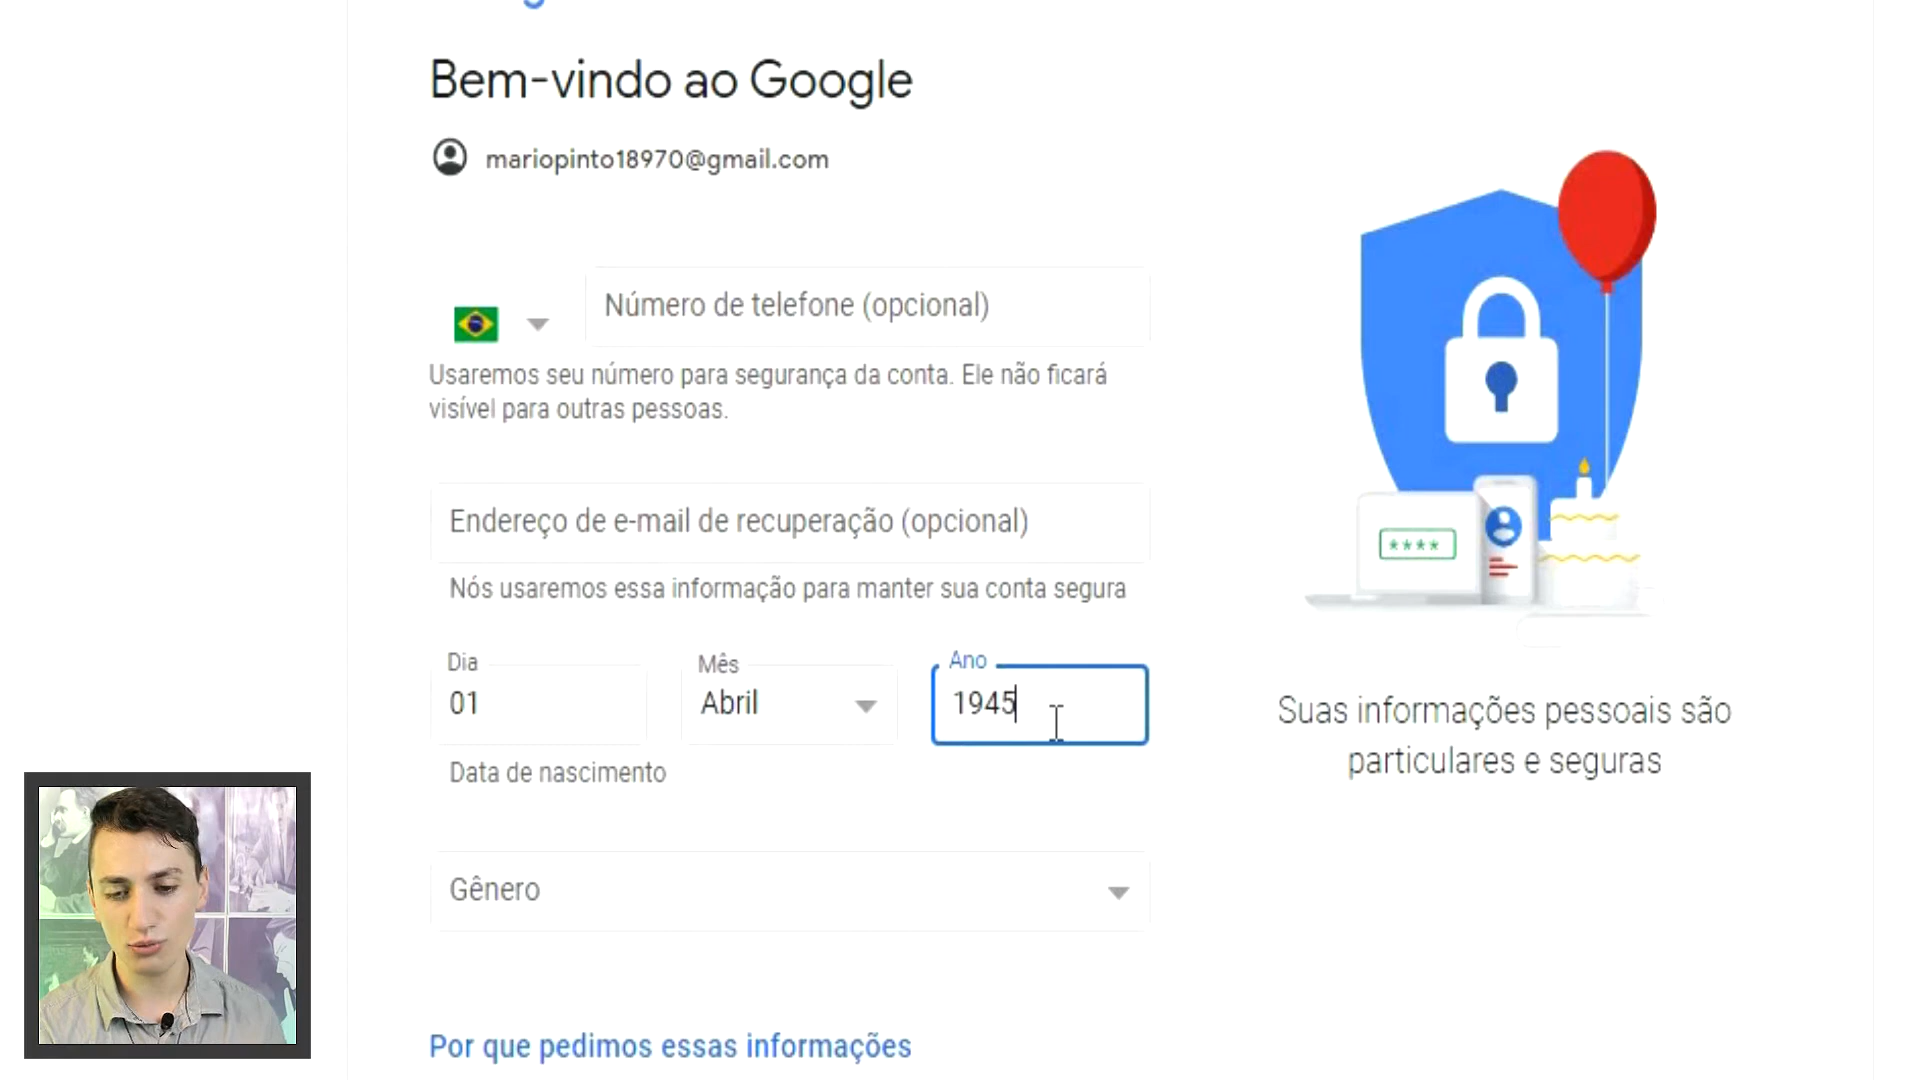 Bem-vindo ao Google
mariopinto18970@gmail.com
Número de telefone (opcional)
Usaremos seu número para segurança da conta. Ele não ficará
visível para outras pessoas.
Endereço de e-mail de recuperação (opcional)
Nós usaremos essa informação para manter sua conta segura
Dia
01
Mês
Abril
Ano
1945
Data de nascimento
Gênero
Por que pedimos essas informações
****
Suas informações pessoais são
particulares e seguras